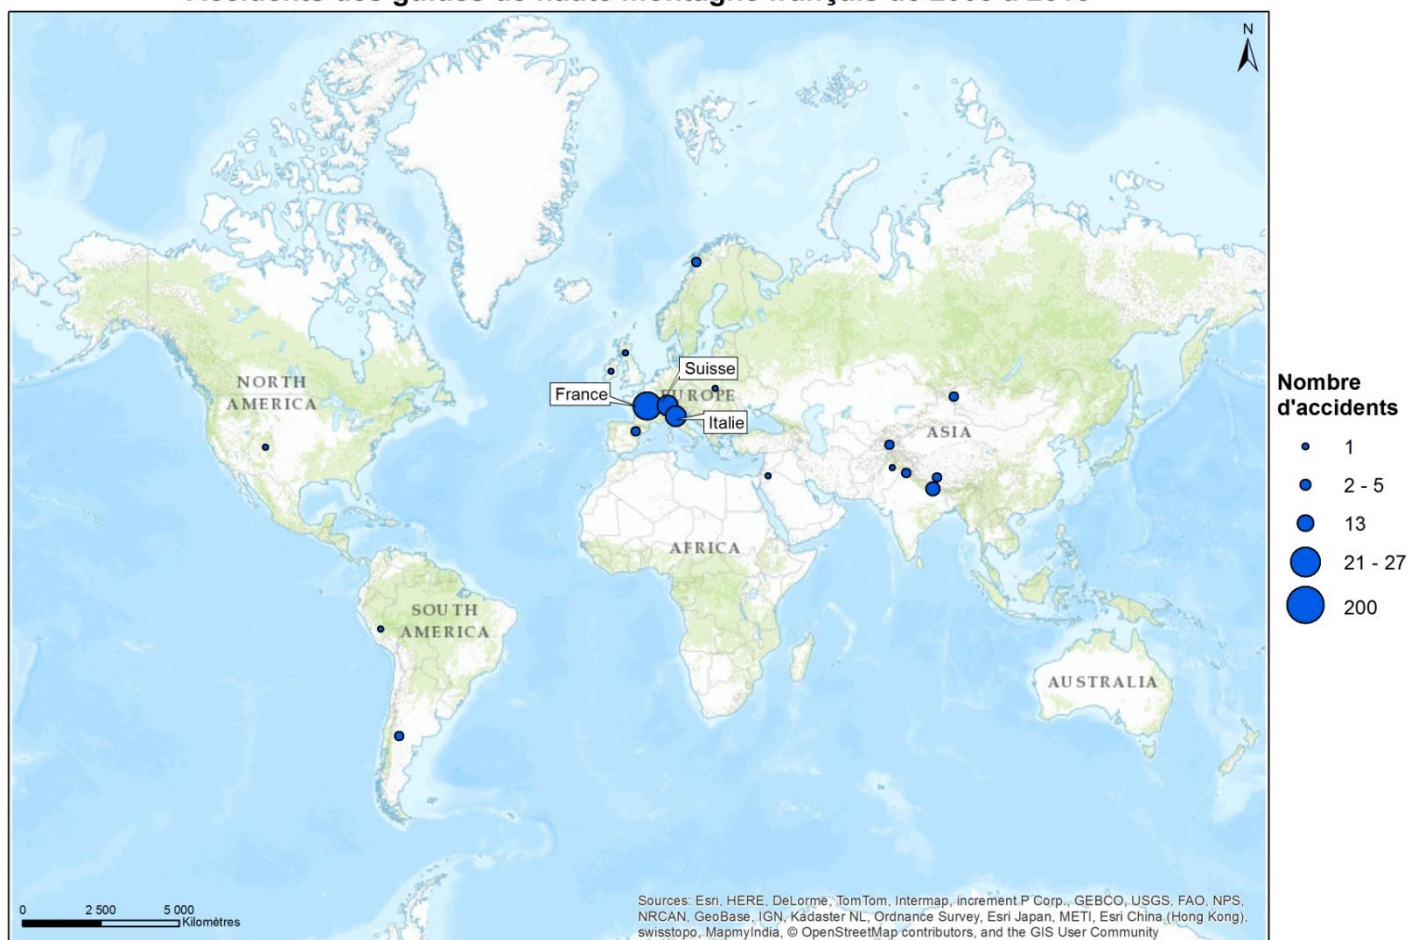 N
NORTH
AMERICA
Suisse
France
EUROPE
Italie
ASIA
AFRICA
SOUTH
AMERICA
AUSTRALIA
Nombre
d'accidents
1
2 - 5
13
21 - 27
200
0 2 500 5 000
Kilomètres
Sources: Esri, HERE, DeLorme, TomTom, Intermap, increment P Corp., GEBCO, USGS, FAO, NPS,
NRCAN, GeoBase, IGN, Kadaster NL, Ordnance Survey, Esri Japan, METI, Esri China (Hong Kong),
swisstopo, MapmyIndia, © OpenStreetMap contributors, and the GIS User Community